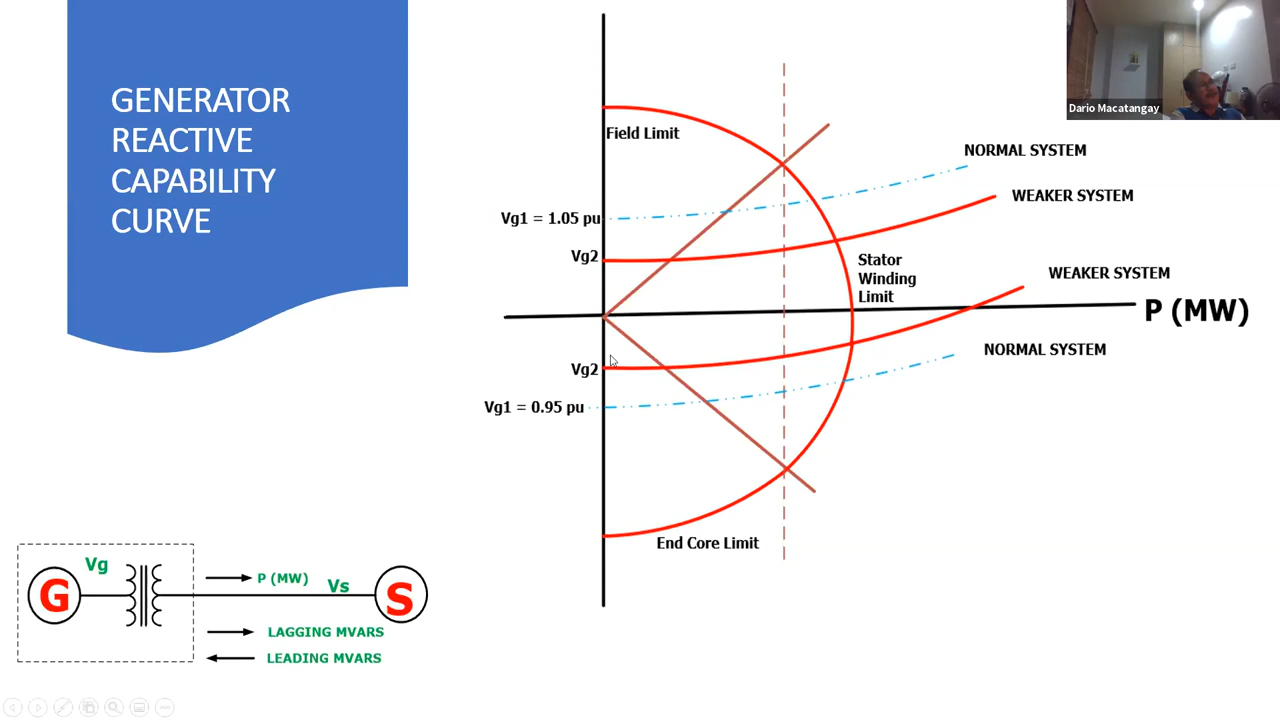 GENERATOR
REACTIVE
CAPABILITY
CURVE
Dario Macatangay
Field Limit
NORMAL SYSTEM
WEAKER SYSTEM
Vg1 = 1.05 pu
Vg2
Stator
Winding
Limit
WEAKER SYSTEM
P (MW)
NORMAL SYSTEM
Vg2
Vg1 = 0.95 pu
End Core Limit
Vg
G
P (MW)
Vs
S
LAGGING MVARS
LEADING MVARS